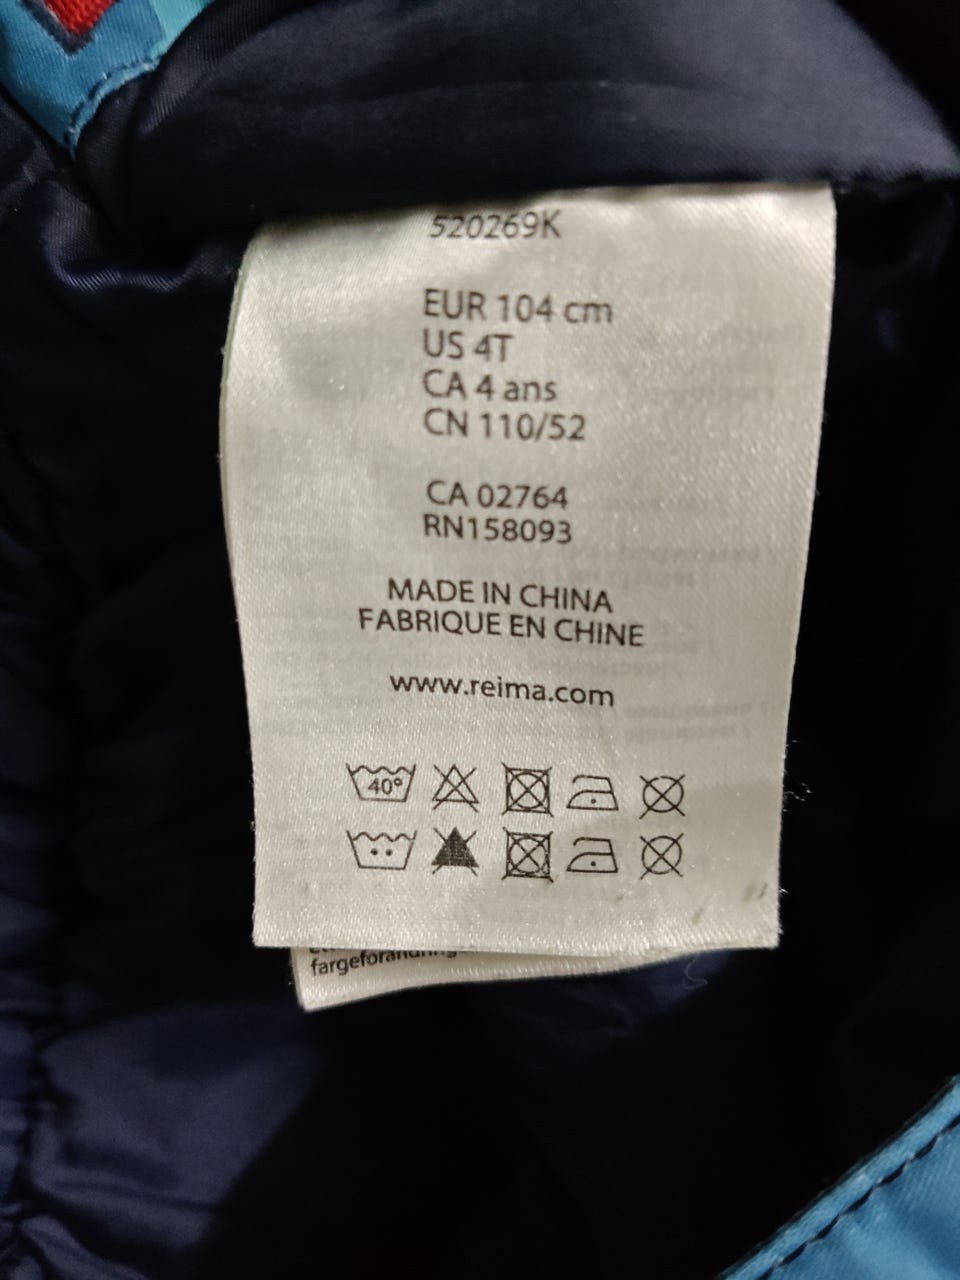 520269K
EUR 104 cm
US 4T
CA 4 ans
CN 110/52
CA 02764
RN158093
MADE IN CHINA
FABRIQUE EN CHINE
www.reima.com
40°